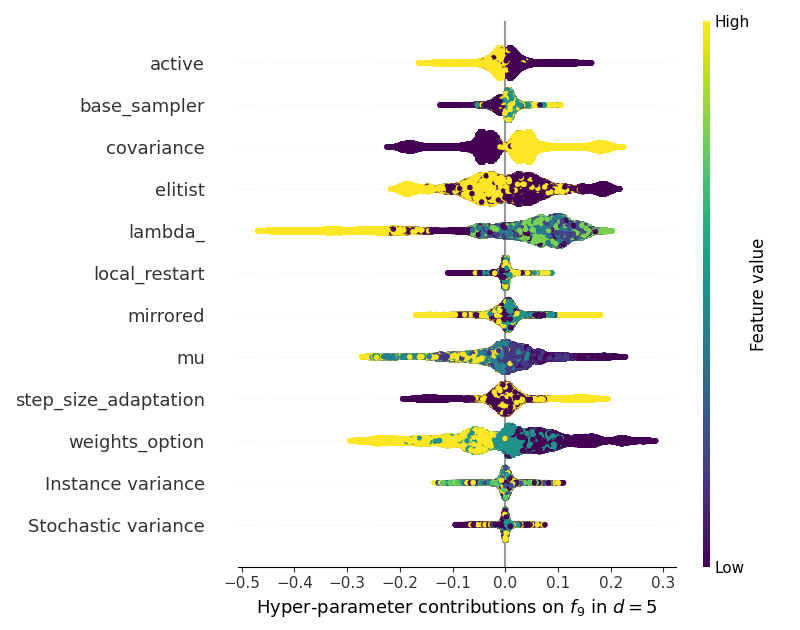 High
active
base_sampler
covariance
elitist
lambda_
local_restart
mirrored
mu
step_size_adaptation
weights_option
Instance variance
Stochastic variance
Feature value
Low
−0.5 −0.4 −0.3 −0.2 −0.1 0.0 0.1 0.2 0.3
Hyper-parameter contributions on f₉ in d = 5